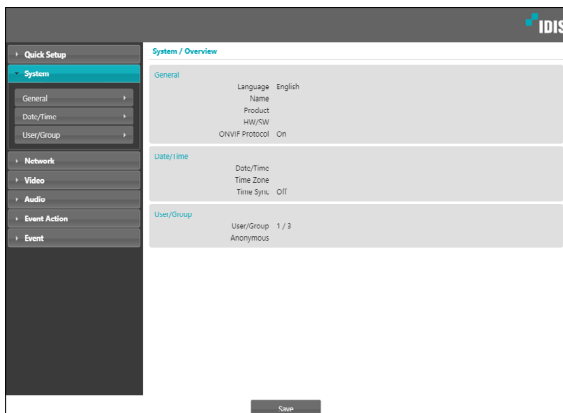 IDIS
Quick Setup
System / Overview
System
General
Date/Time
User/Group
Network
Video
Audio
Event Action
Event
General
Language English
Name
Product
HW/SW
ONVIF Protocol On
Date/Time
Date/Time
Time Zone
Time Sync Off
User/Group
User/Group 1 / 3
Anonymous
Save